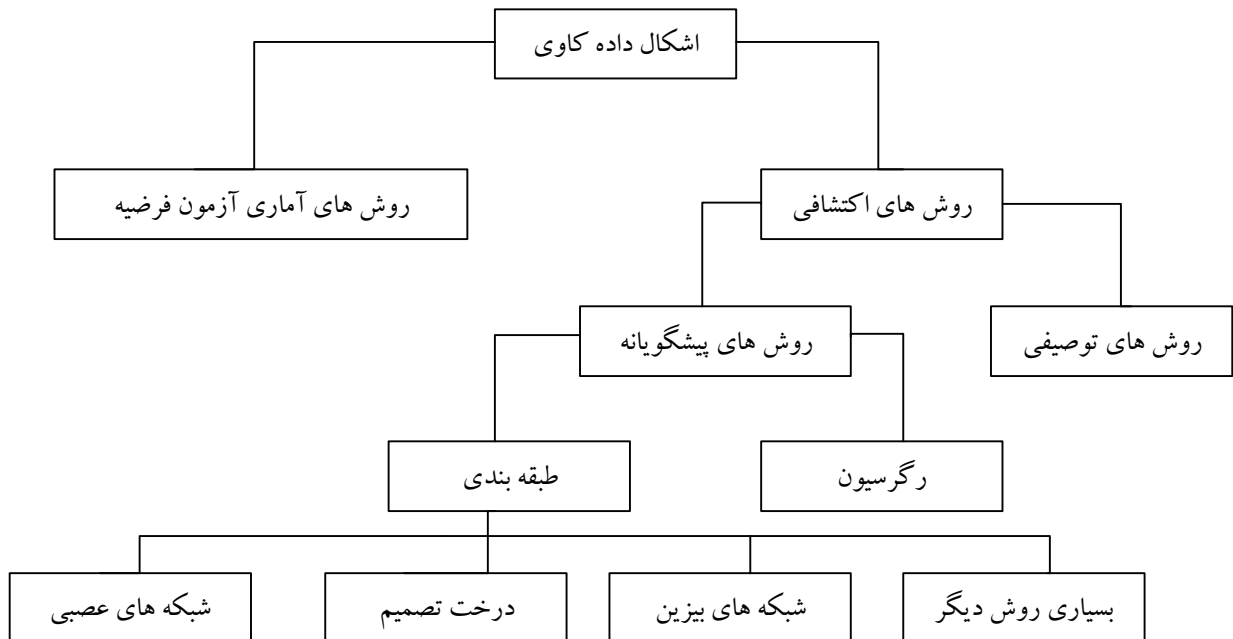 اشکال داده کاوی
روش های اکتشافی
روش های آماری آزمون فرضیه
روش های توصیفی
روش های پیشگویانه
رگرسیون
طبقه بندی
بسیاری روش دیگر
شبکه های بیزین
درخت تصمیم
شبکه های عصبی